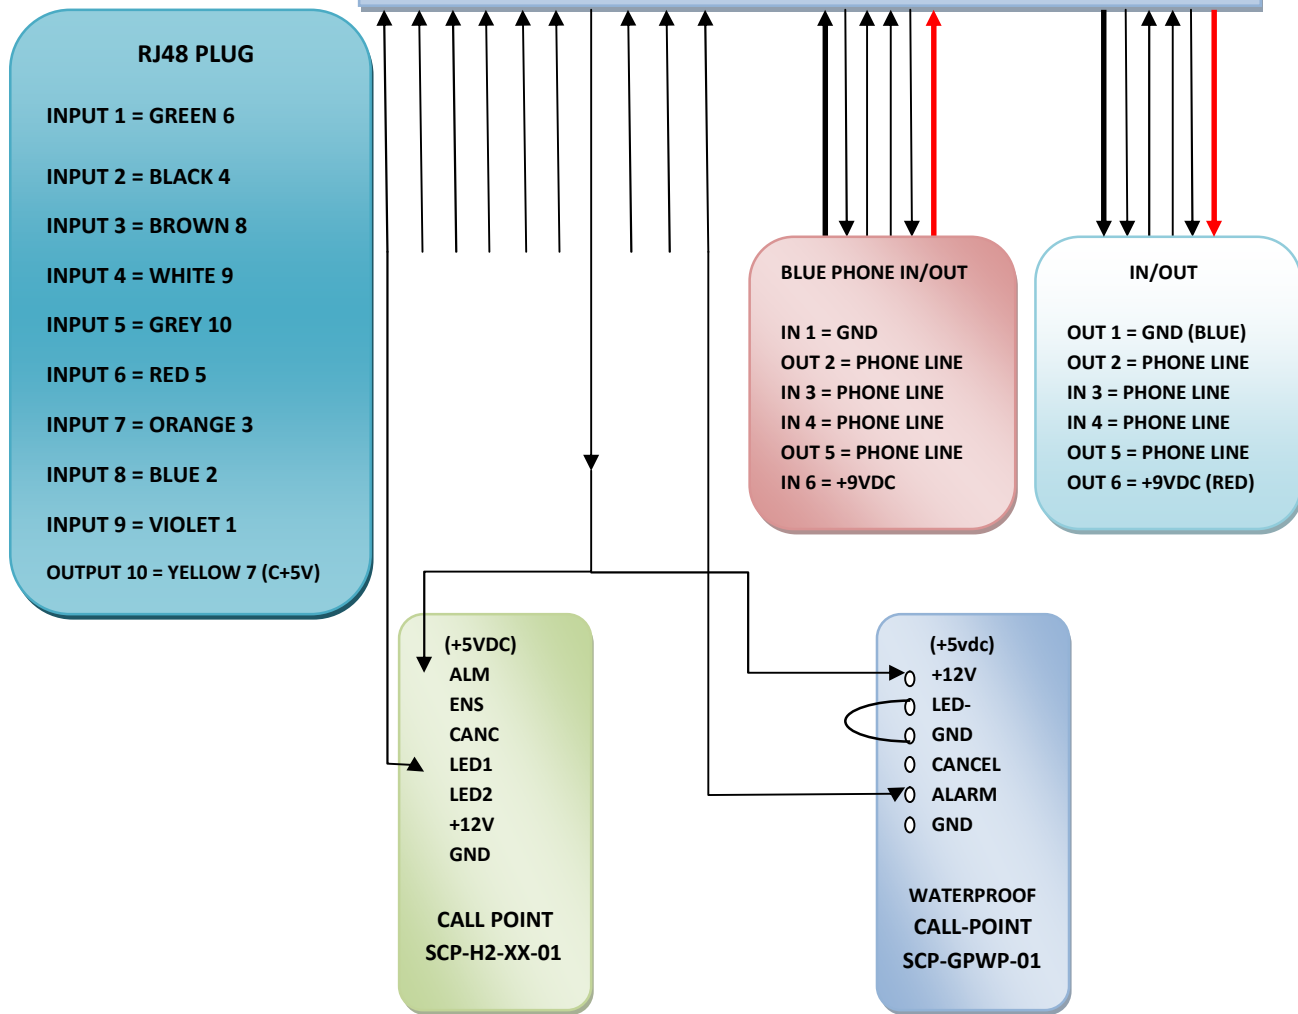 RJ48 PLUG
INPUT 1 = GREEN 6
INPUT 2 = BLACK 4
INPUT 3 = BROWN 8
INPUT 4 = WHITE 9
INPUT 5 = GREY 10
INPUT 6 = RED 5
INPUT 7 = ORANGE 3
INPUT 8 = BLUE 2
INPUT 9 = VIOLET 1
OUTPUT 10 = YELLOW 7 (C+5V)
BLUE PHONE IN/OUT
IN 1 = GND
OUT 2 = PHONE LINE
IN 3 = PHONE LINE
IN 4 = PHONE LINE
OUT 5 = PHONE LINE
IN 6 = +9VDC
IN/OUT
OUT 1 = GND (BLUE)
OUT 2 = PHONE LINE
IN 3 = PHONE LINE
IN 4 = PHONE LINE
OUT 5 = PHONE LINE
OUT 6 = +9VDC (RED)
(+5VDC)
ALM
ENS
CANC
LED1
LED2
+12V
GND
CALL POINT
SCP-H2-XX-01
(+5vdc)
+12V
LED-
GND
CANCEL
ALARM
GND
WATERPROOF
CALL-POINT
SCP-GPWP-01